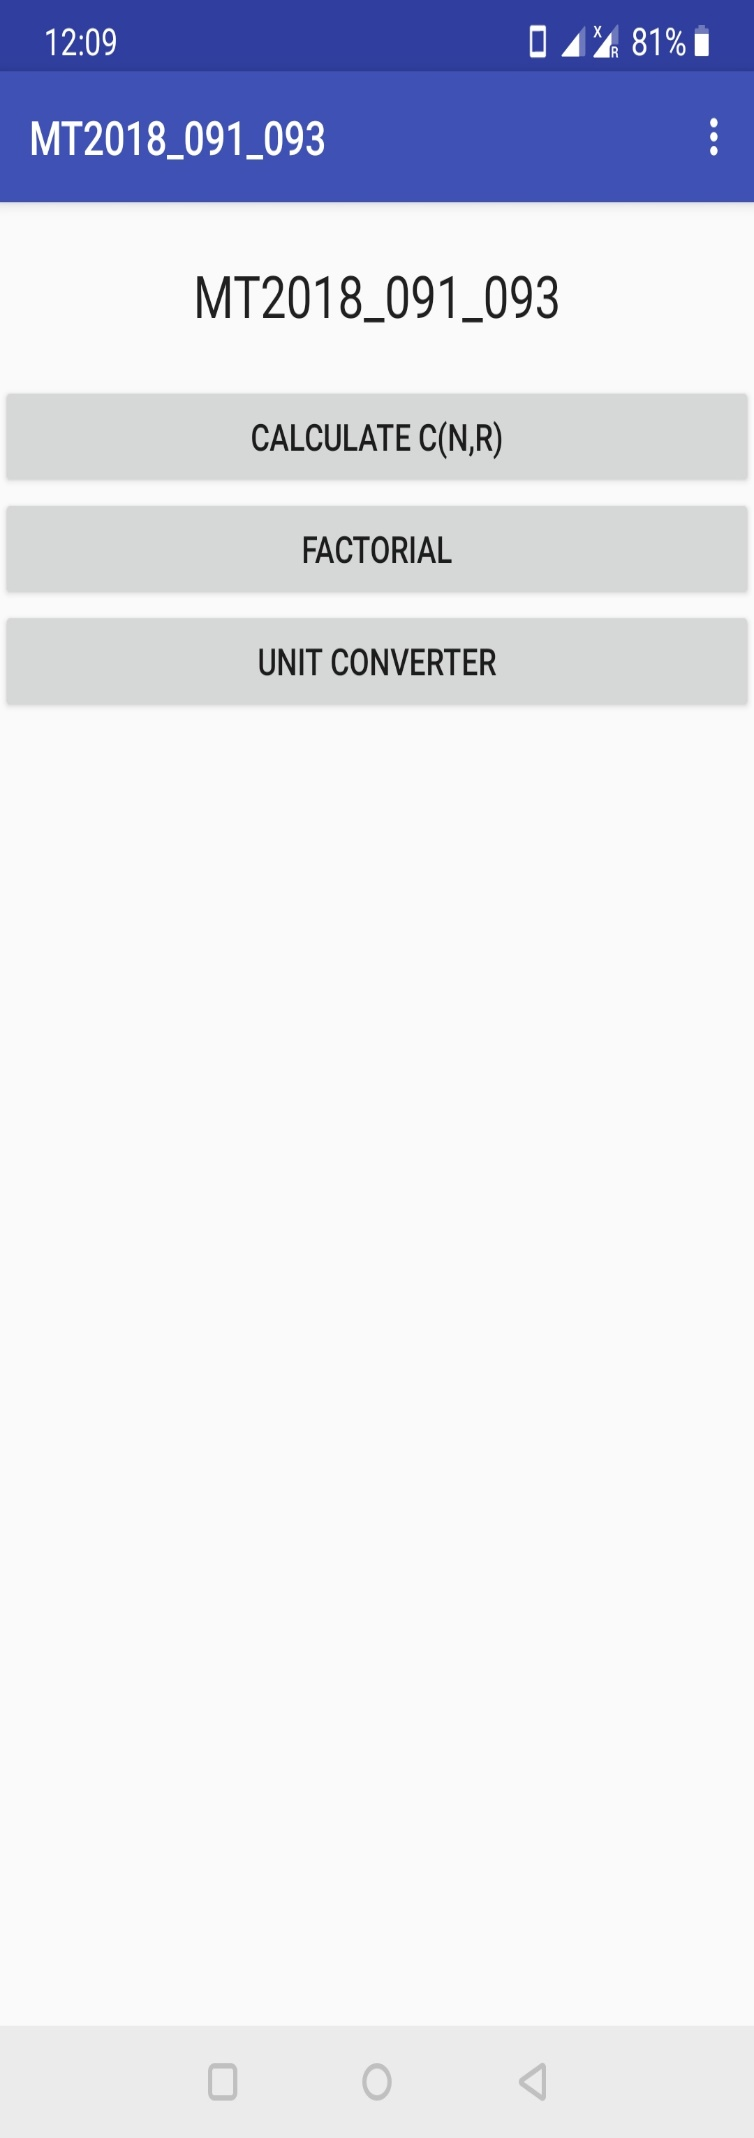 12:09 X R 81%
MT2018_091_093
MT2018_091_093
CALCULATE C(N,R)
FACTORIAL
UNIT CONVERTER